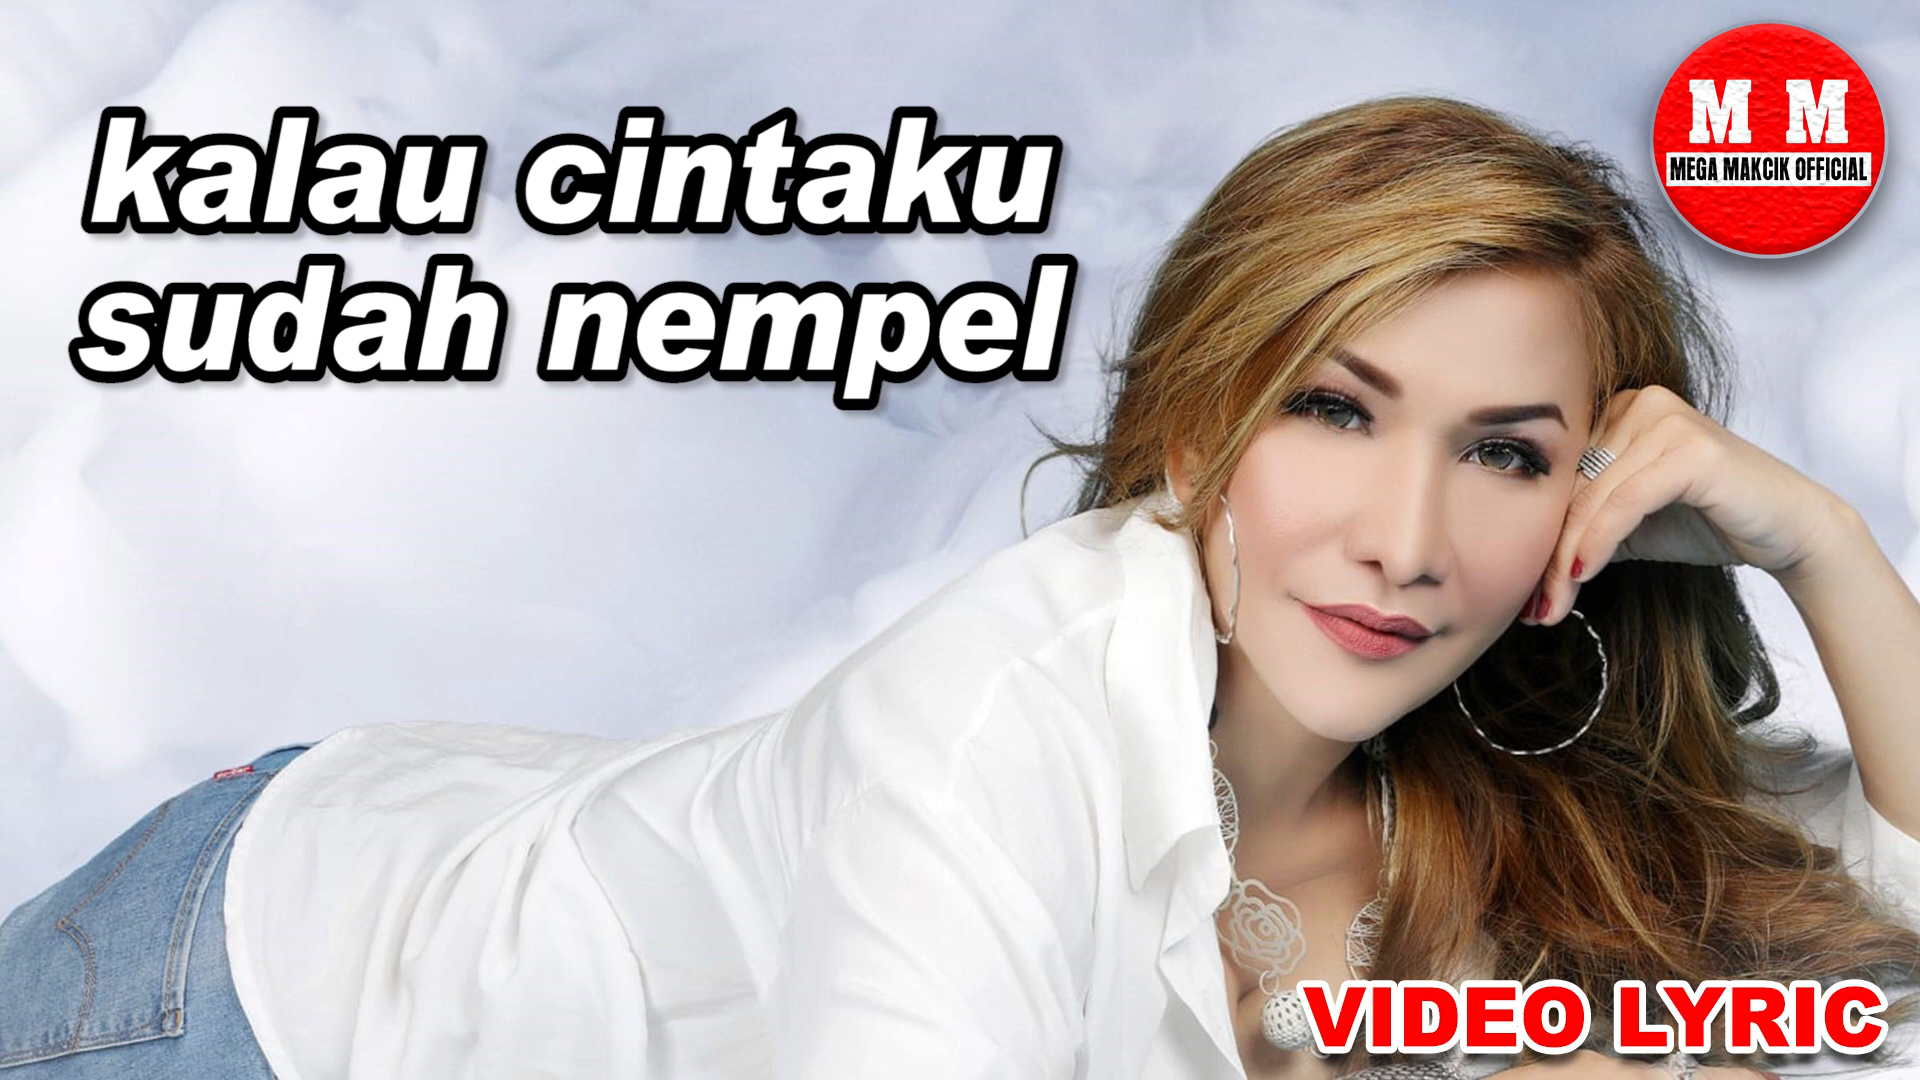 kalau cintaku
sudah nempel
M M
MEGA MAKCIK OFFICIAL
VIDEO LYRIC